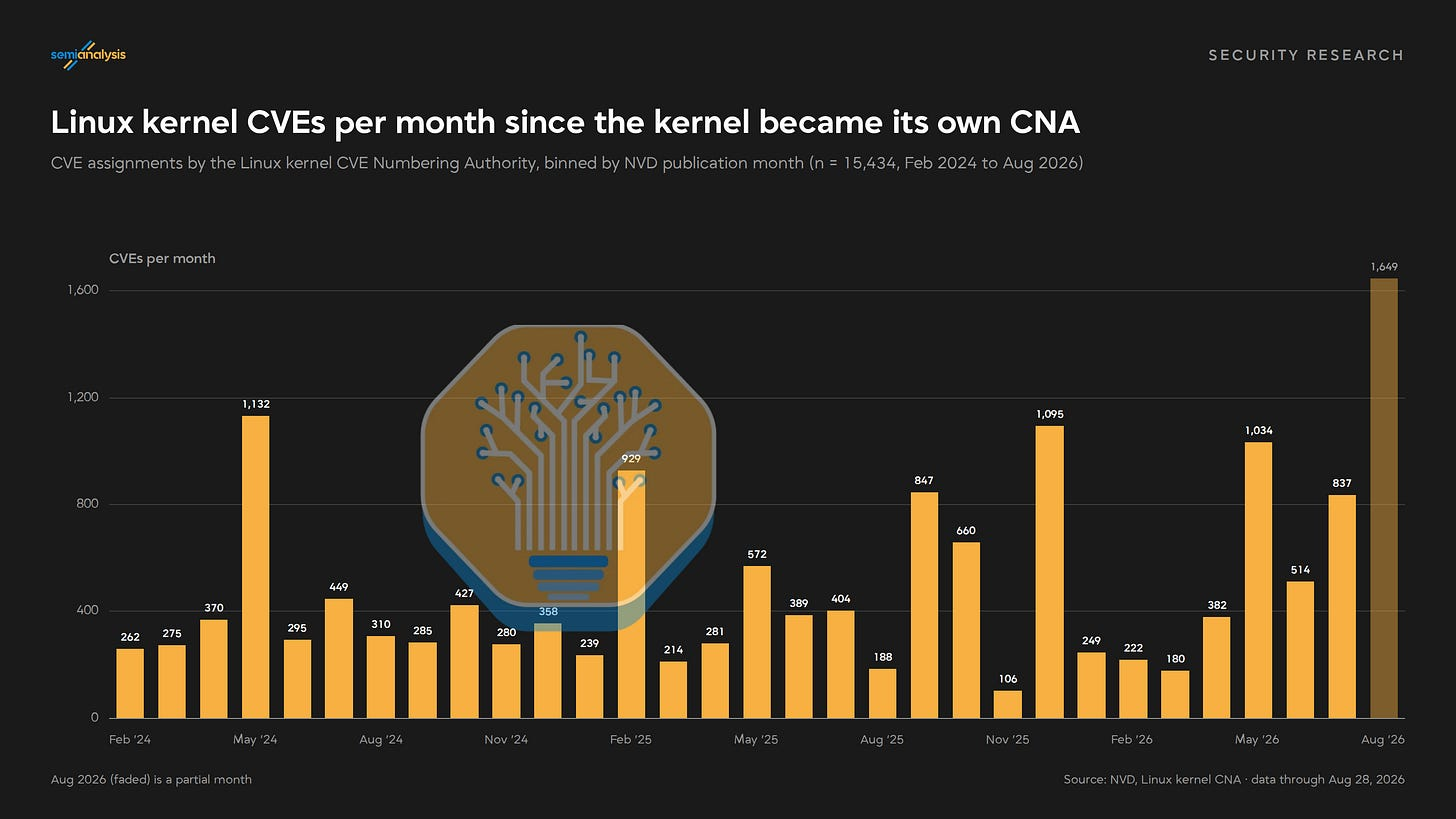 semianalysis
SECURITY RESEARCH
Linux kernel CVEs per month since the kernel became its own CNA
CVE assignments by the Linux kernel CVE Numbering Authority, binned by NVD publication month (n = 15,434, Feb 2024 to Aug 2026)
CVEs per month
1,600
1,200
800
400
0
262
275
370
1,132
295
449
310
285
427
280
358
239
929
214
281
572
389
404
188
847
660
106
1,095
249
222
180
382
1,034
514
837
1,649
Feb '24
May '24
Aug '24
Nov '24
Feb '25
May '25
Aug '25
Nov '25
Feb '26
May '26
Aug '26
Aug 2026 (faded) is a partial month
Source: NVD, Linux kernel CNA · data through Aug 28, 2026